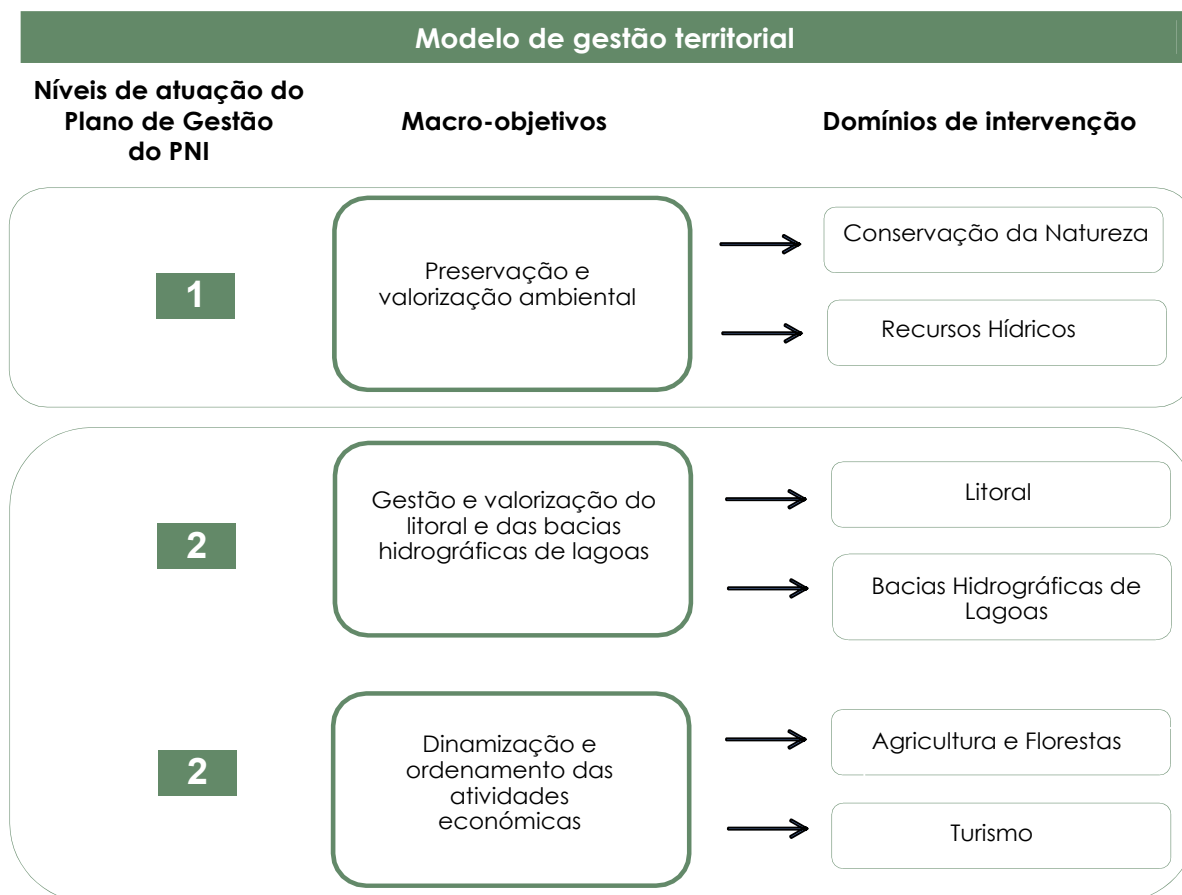 Modelo de gestão territorial
Níveis de atuação do
Plano de Gestão
do PNI
Macro-objetivos
Domínios de intervenção
1
Preservação e
valorização ambiental
Conservação da Natureza
Recursos Hídricos
2
Gestão e valorização do
litoral e das bacias
hidrográficas de lagoas
Litoral
Bacias Hidrográficas de
Lagoas
2
Dinamização e
ordenamento das
atividades
económicas
Agricultura e Florestas
Turismo